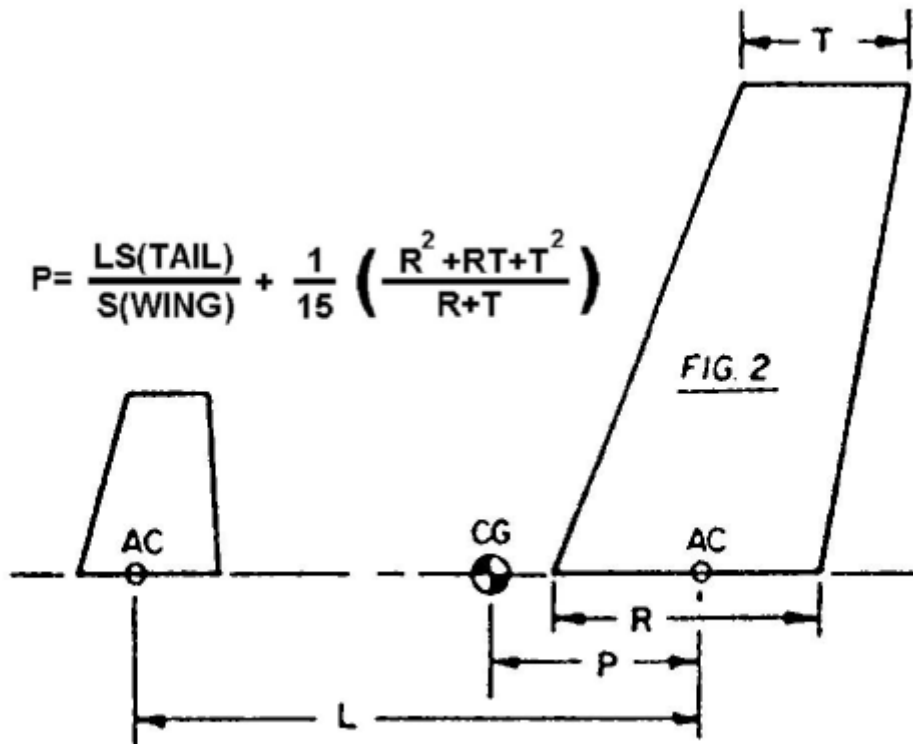 T
P= LS(TAIL)/S(WING) + 1/15 ( R²+RT+T²/R+T )
FIG. 2
AC
CG
AC
R
P
L